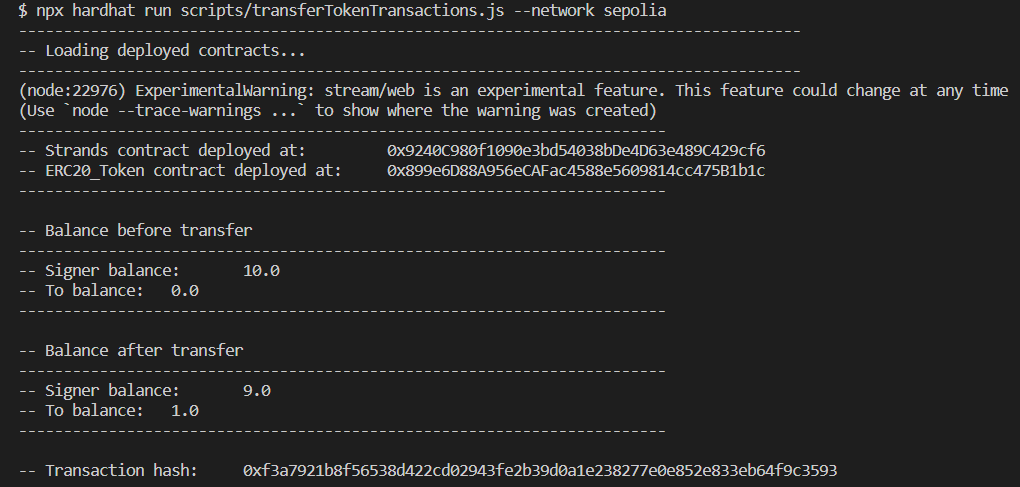 $ npx hardhat run scripts/transferTokenTransactions.js --network sepolia
---------------------------------------------------------------------------------------
-- Loading deployed contracts...
---------------------------------------------------------------------------------------
(node:22976) ExperimentalWarning: stream/web is an experimental feature. This feature could change at any time
(Use `node --trace-warnings ...` to show where the warning was created)
------------------------------------------------------------------------
-- Strands contract deployed at:         0x9240C980f1090e3bd54038bDe4D63e489C429cf6
-- ERC20_Token contract deployed at:     0x899e6D88A956eCAFac4588e5609814cc475B1b1c
------------------------------------------------------------------------
-- Balance before transfer
------------------------------------------------------------------------
-- Signer balance:       10.0
-- To balance:   0.0
------------------------------------------------------------------------
-- Balance after transfer
------------------------------------------------------------------------
-- Signer balance:       9.0
-- To balance:   1.0
------------------------------------------------------------------------
-- Transaction hash:     0xf3a7921b8f56538d422cd02943fe2b39d0a1e238277e0e852e833eb64f9c3593